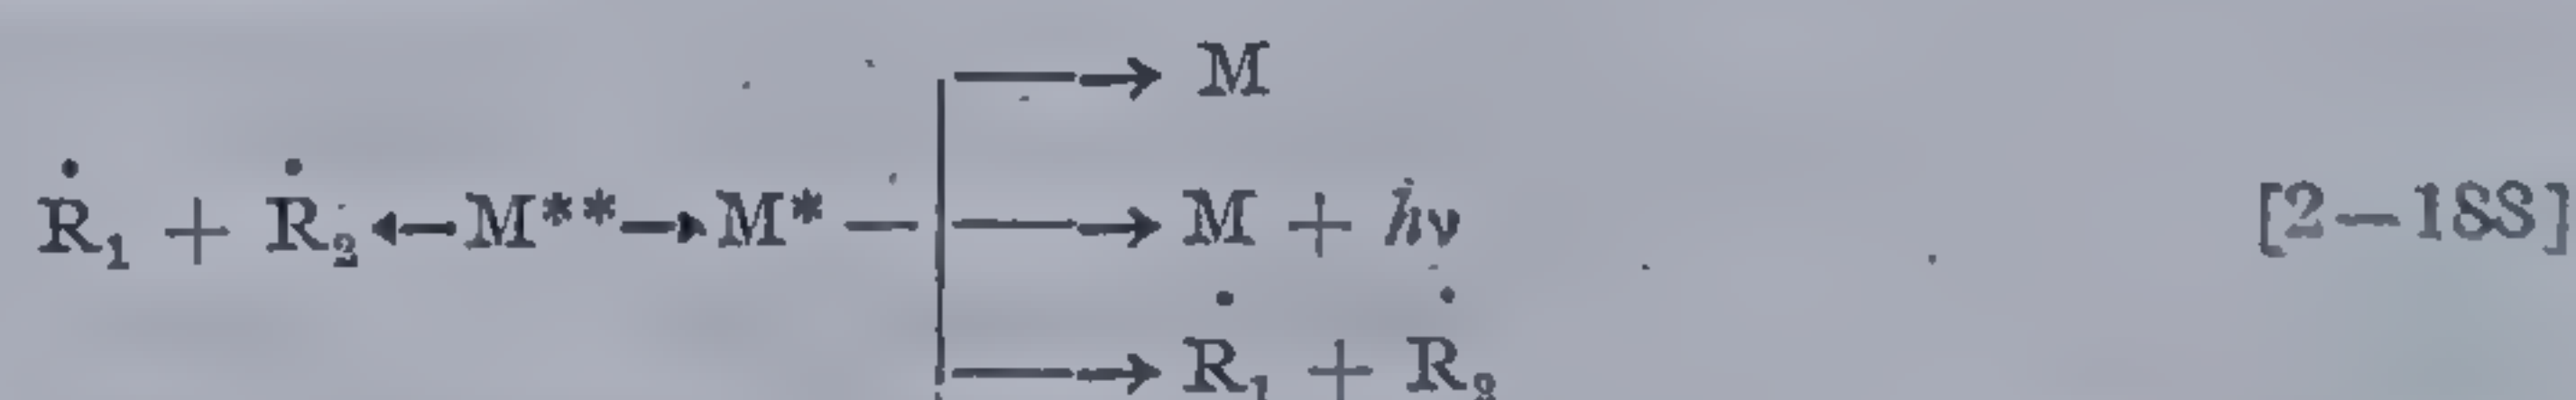 ⟶ M
Ṙ₁ + Ṙ₂ ← M** → M* — ⟶ M + hν [2—188]
⟶ Ṙ₁ + Ṙ₂